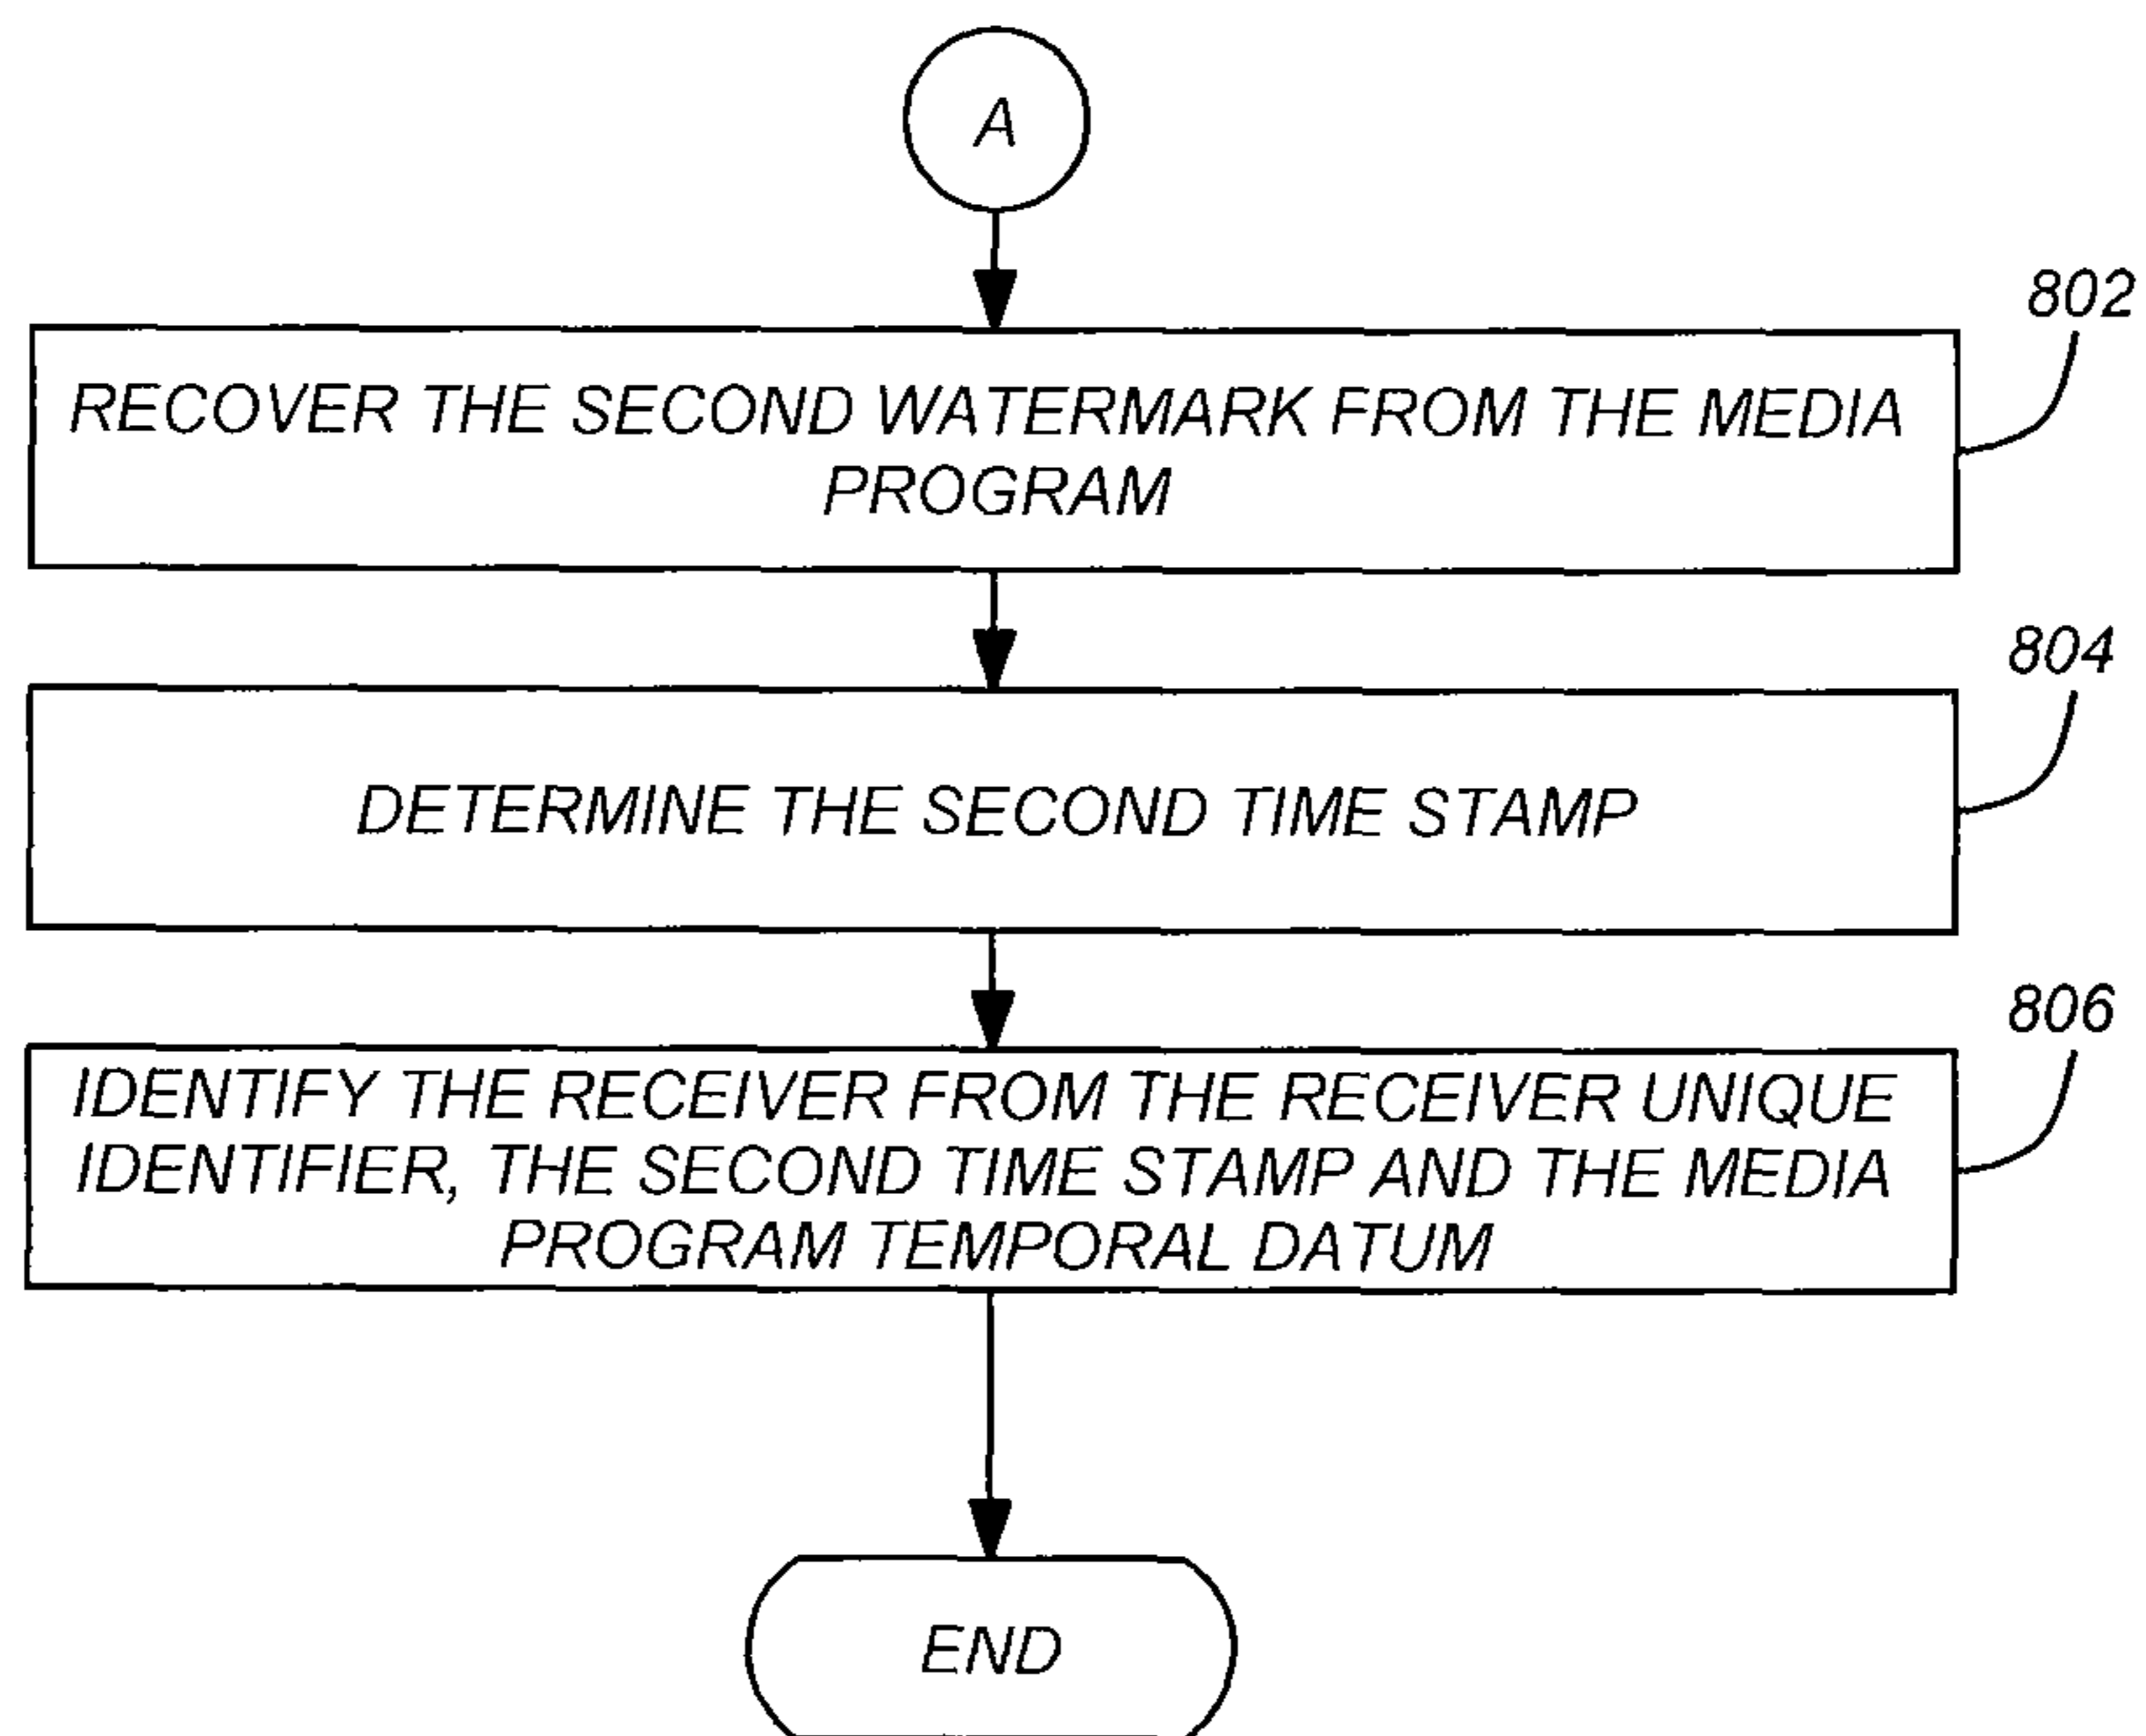 A
802
RECOVER THE SECOND WATERMARK FROM THE MEDIA
PROGRAM
804
DETERMINE THE SECOND TIME STAMP
806
IDENTIFY THE RECEIVER FROM THE RECEIVER UNIQUE
IDENTIFIER, THE SECOND TIME STAMP AND THE MEDIA
PROGRAM TEMPORAL DATUM
END